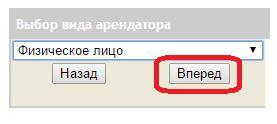 Выбор вида арендатора
Физическое лицо
Назад Вперед